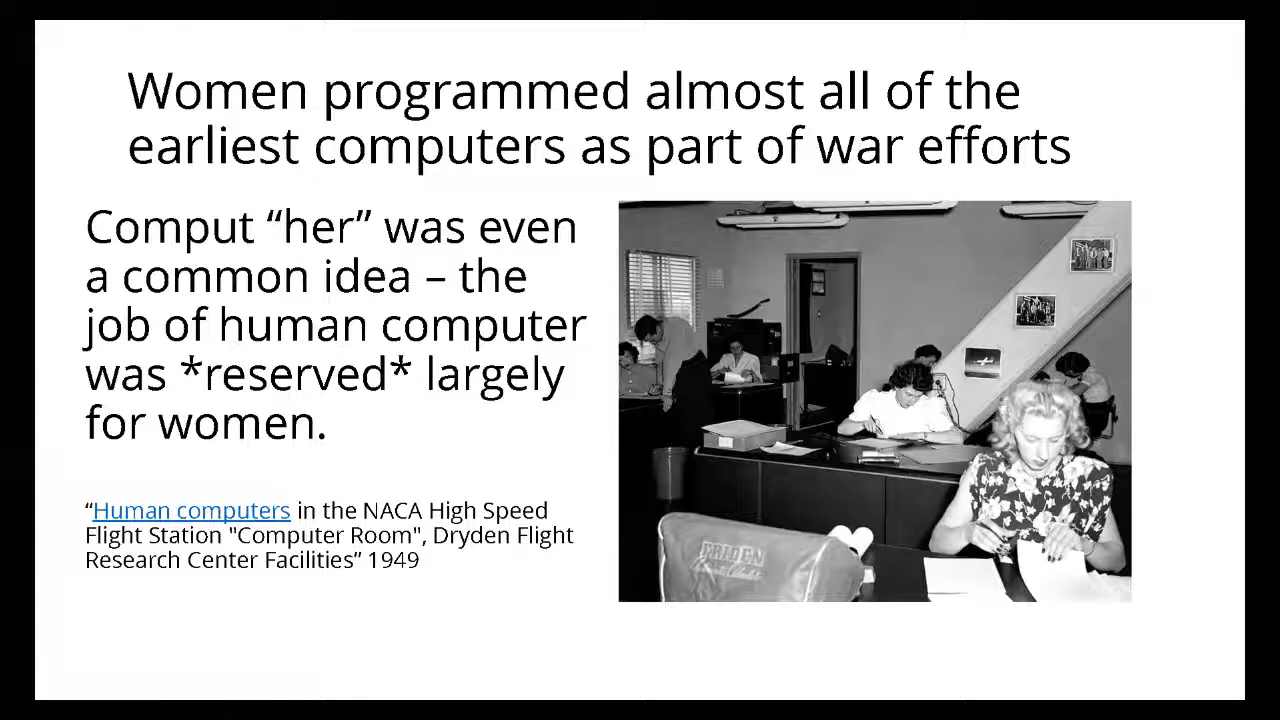 Women programmed almost all of the
earliest computers as part of war efforts
Comput “her” was even
a common idea – the
job of human computer
was *reserved* largely
for women.
“Human computers in the NACA High Speed
Flight Station "Computer Room", Dryden Flight
Research Center Facilities” 1949
FRIDEN